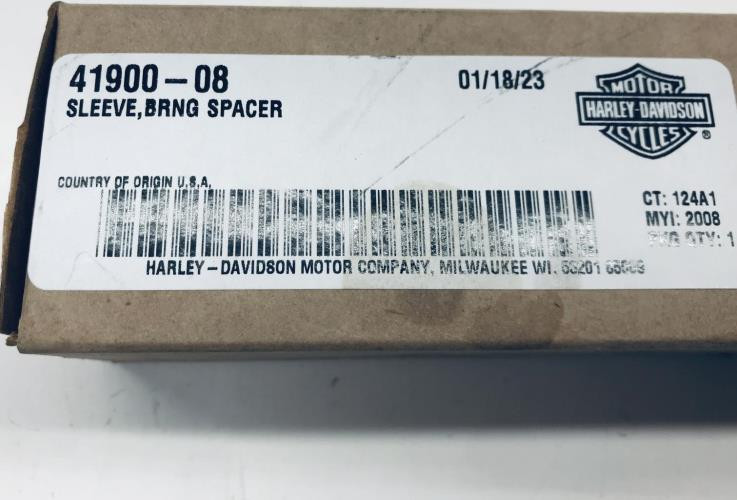 41900-08
01/18/23
SLEEVE,BRNG SPACER
MOTOR
HARLEY-DAVIDSON
CYCLES
®
COUNTRY OF ORIGIN U.S.A.
CT: 124A1
MYI: 2008
PKG QTY: 1
HARLEY-DAVIDSON MOTOR COMPANY, MILWAUKEE WI. 53201